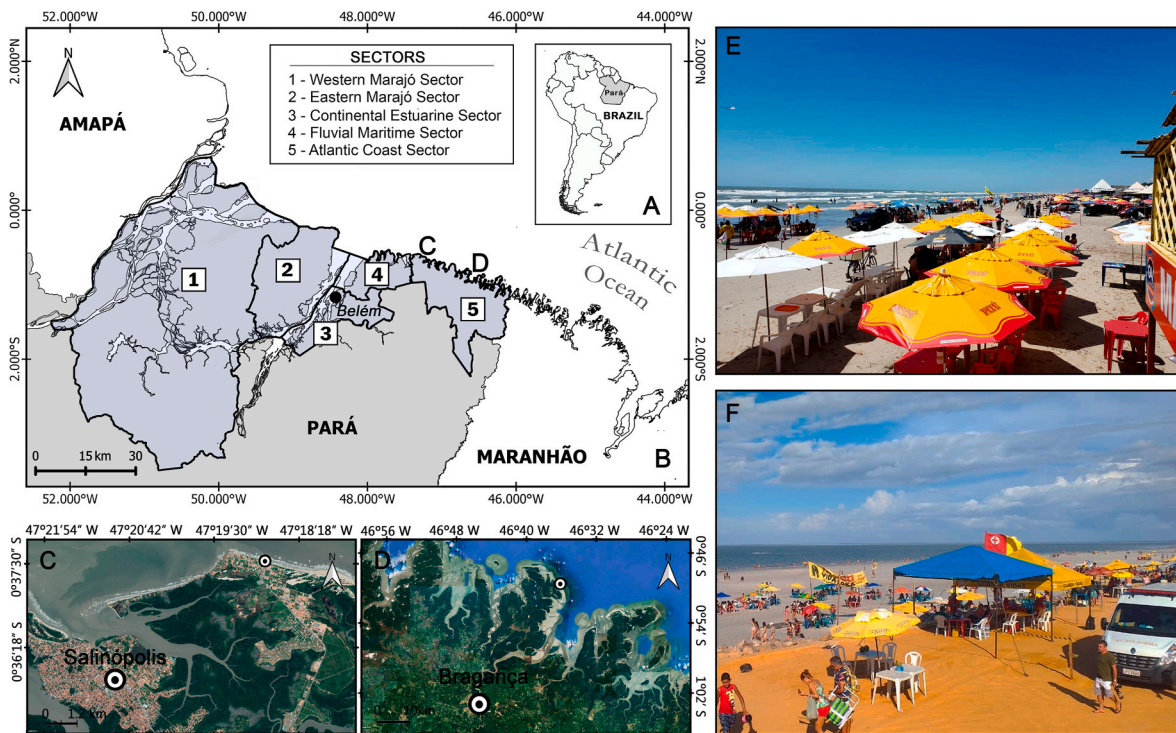 52.000°W 50.000°W 48.000°W 46.000°W 44.000°W
2.000°N
0.000°
2.000°S
N
AMAPÁ
SECTORS
1 - Western Marajó Sector
2 - Eastern Marajó Sector
3 - Continental Estuarine Sector
4 - Fluvial Maritime Sector
5 - Atlantic Coast Sector
Pará
BRAZIL
A
2.000°N
0.000°
2.000°S
Atlantic
Ocean
C
D
1
2
3
4
5
Belém
PARÁ
MARANHÃO
B
0 15 km 30
52.000°W 50.000°W 48.000°W 46.000°W 44.000°W
47°21'54" W 47°20'42" W 47°19'30" W 47°18'18" W
0°37'30" S
0°36'18" S
C
N
Salinópolis
46°56' W 46°48' W 46°40' W 46°32' W 46°24' W
D
N
Bragança
0°46' S
0°54' S
1°02' S
E
F